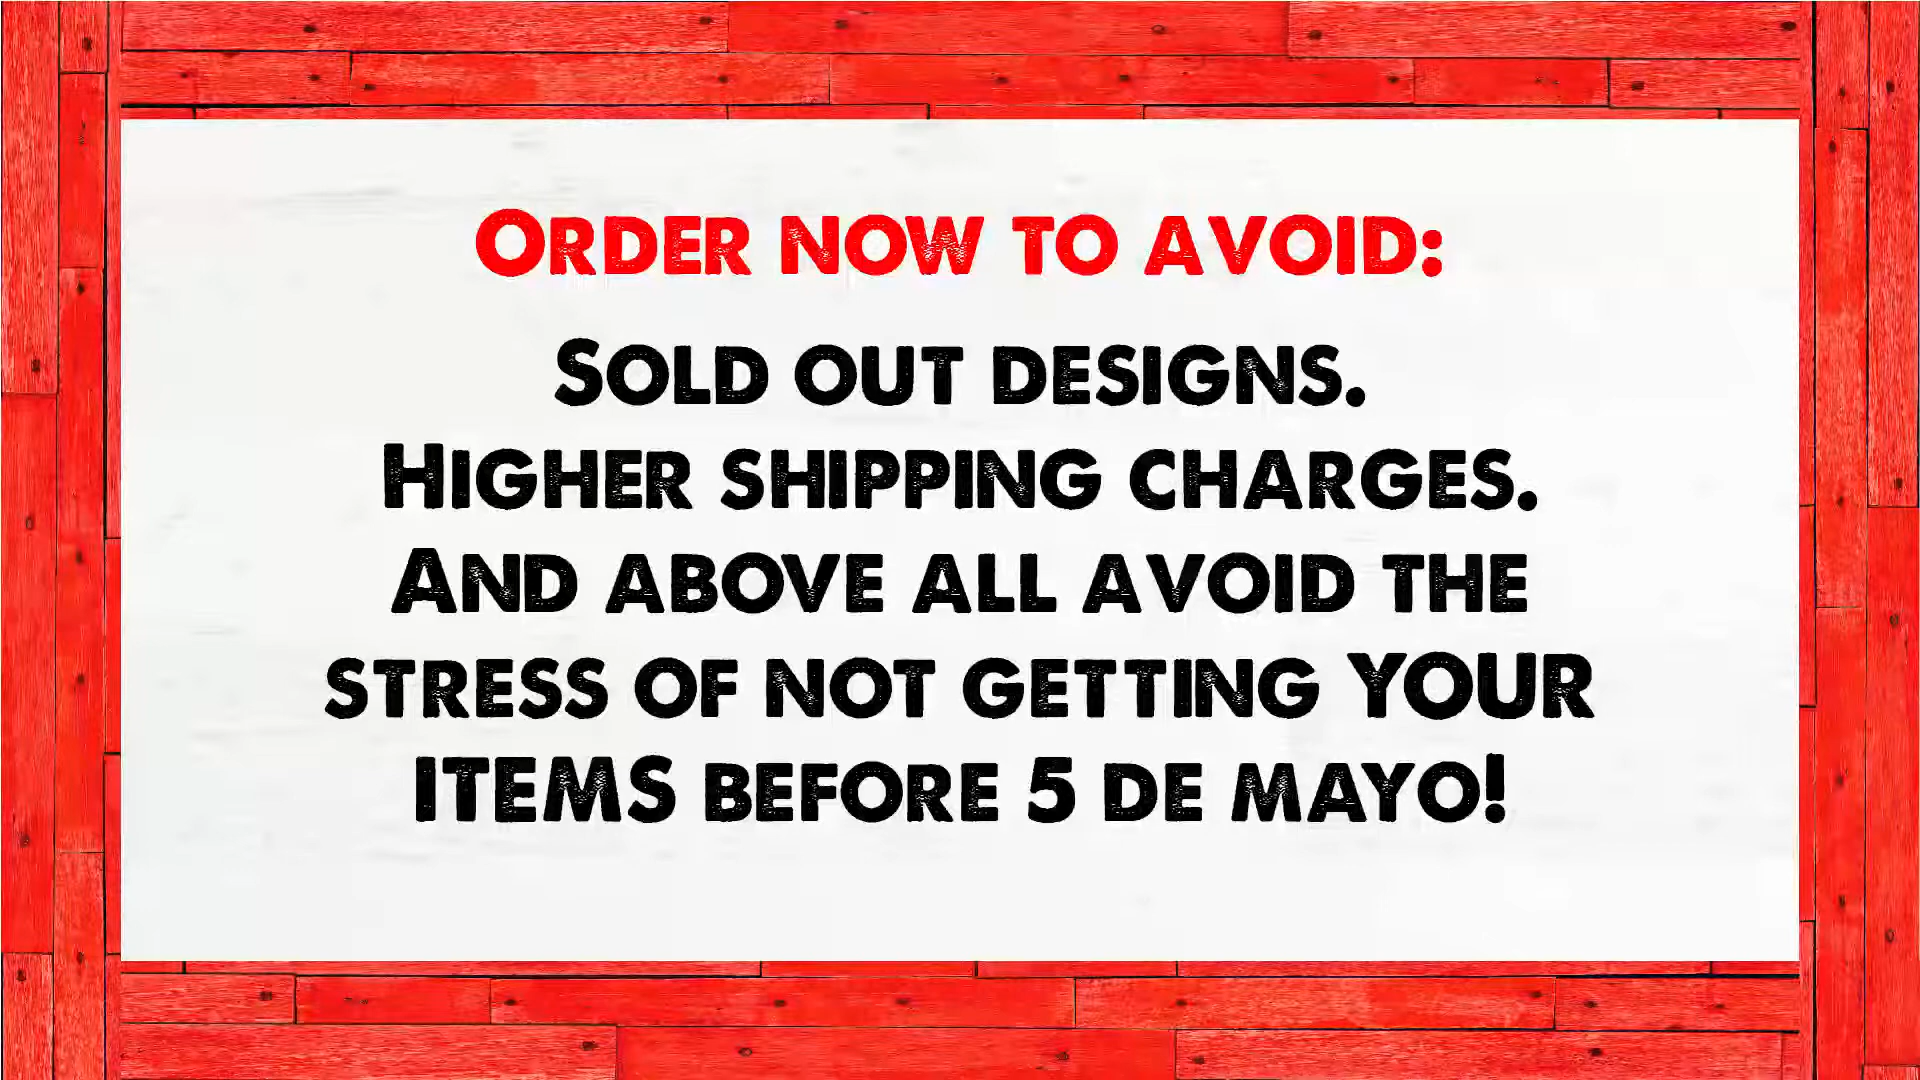 Order now to avoid:
Sold out designs.
Higher shipping charges.
And above all avoid the
stress of not getting YOUR
ITEMS before 5 de mayo!